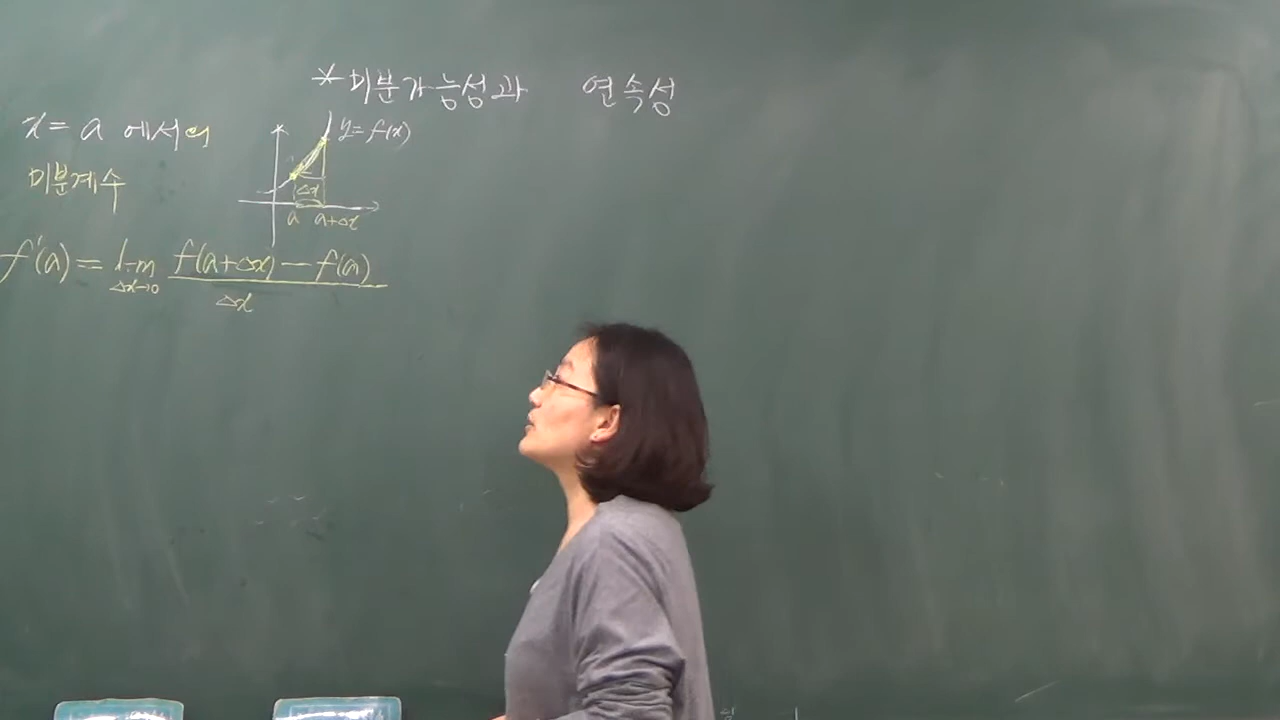 * 미분가능성과 연속성
x = a 에서의
미분계수
y = f(x)
Δx
a a+Δx
f'(a) = lim Δx→0 f(a+Δx) − f(a) / Δx